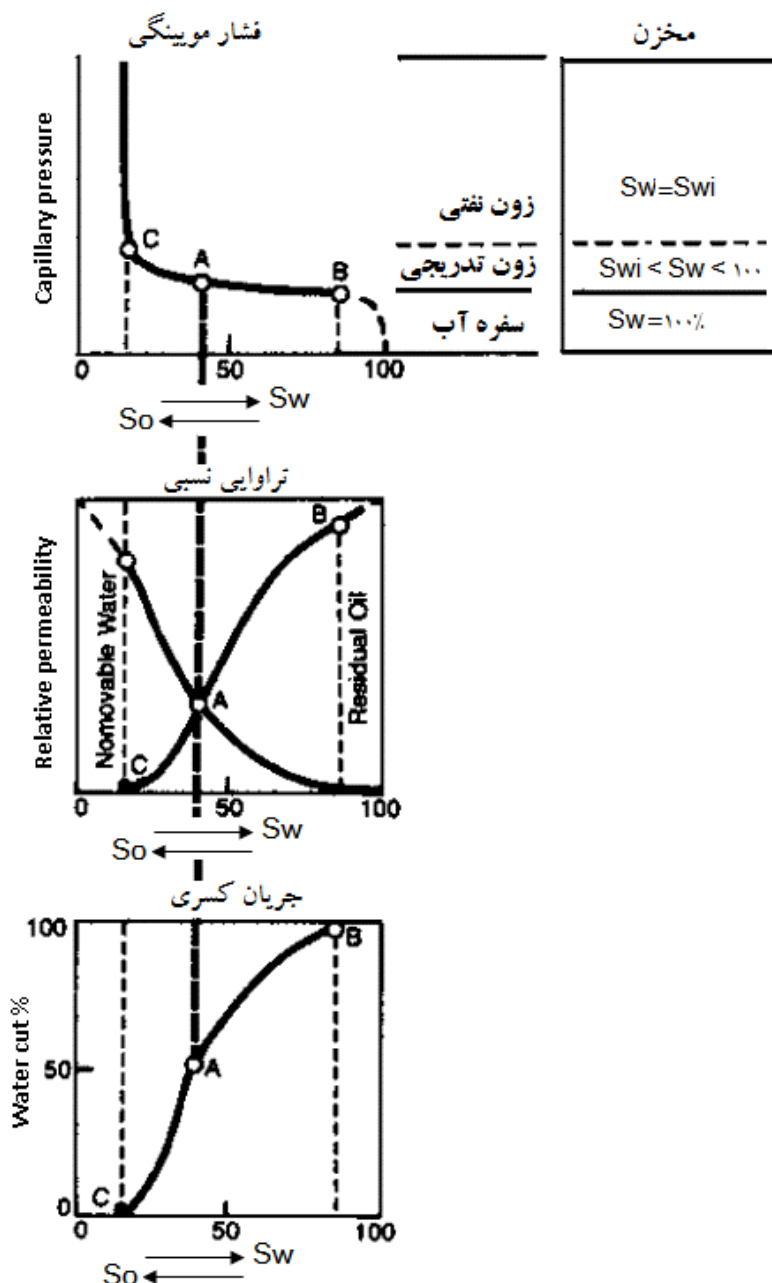 فشار مویینگی
مخزن
Capillary pressure
C
A
B
زون نفتی
زون تدریجی
سفره آب
Sw=Swi
Swi < Sw < ۱۰۰
Sw=۱۰۰%
0 50 100
Sw
So
تراوایی نسبی
Relative permeability
Nomovable Water
Residual Oil
B
A
C
0 50 100
Sw
So
جریان کسری
Water cut %
100
50
0
B
A
C
0 50 100
Sw
So